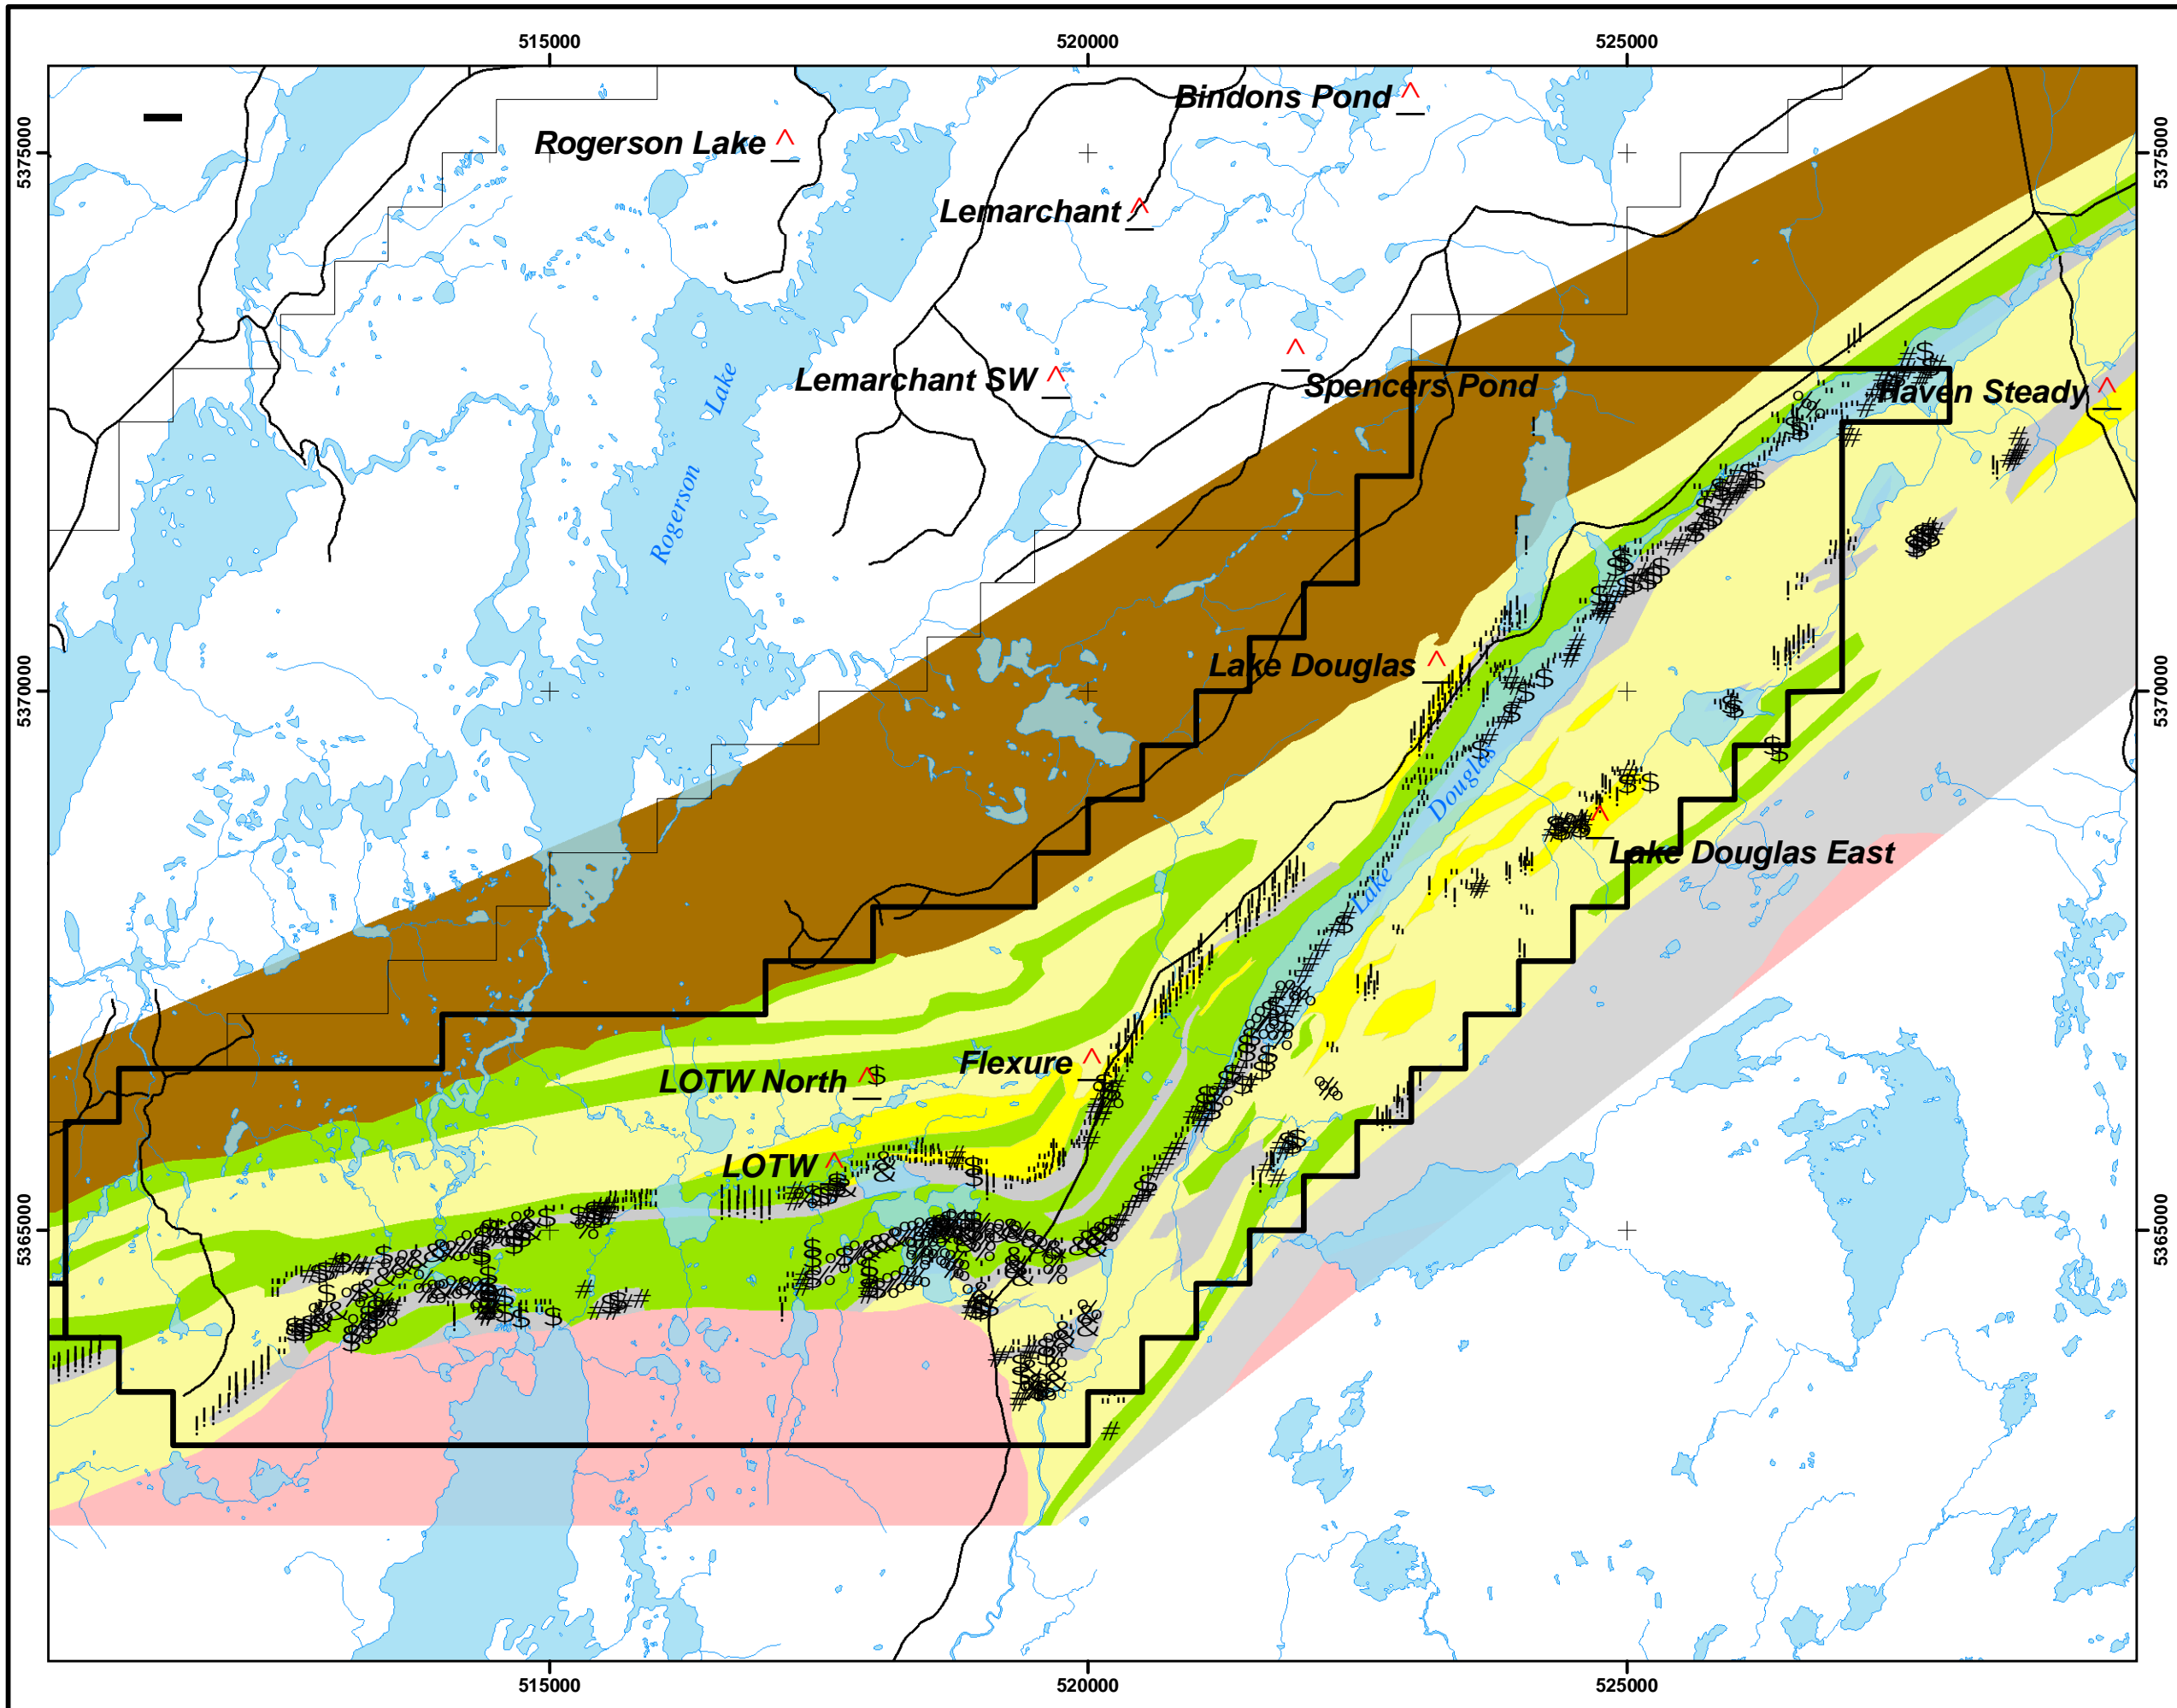 515000 520000 525000
5375000 5375000
Bindons Pond
Rogerson Lake
Lemarchant
Lemarchant SW
Spencers Pond
Haven Steady
Rogerson Lake
5370000 5370000
Lake Douglas
Lake Douglas
Lake Douglas East
Flexure
LOTW North
LOTW
5365000 5365000
515000 520000 525000